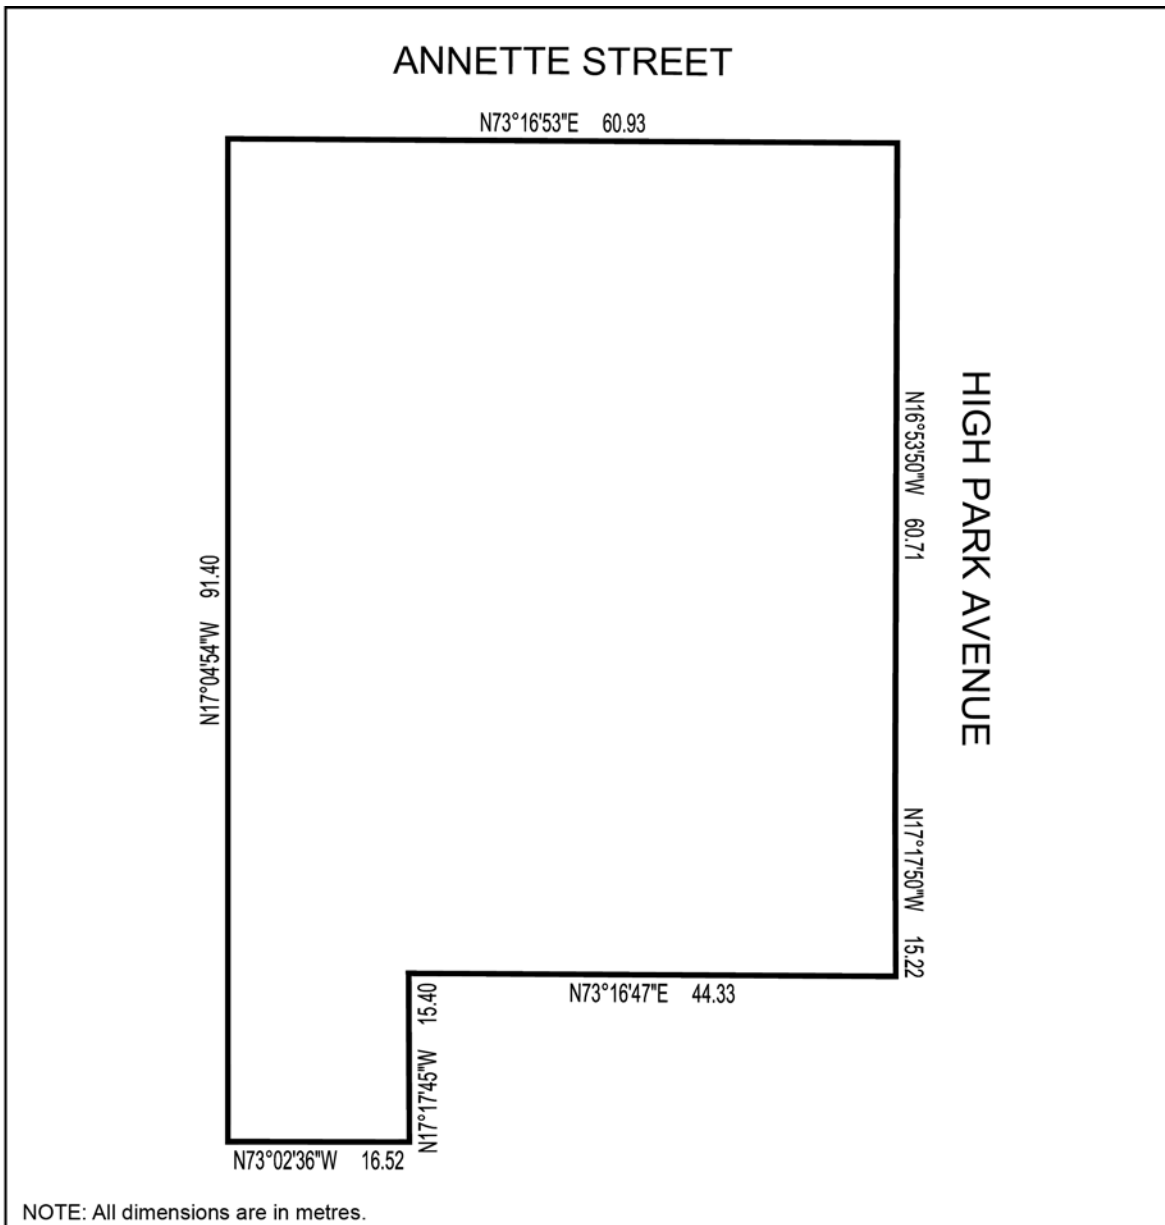 ANNETTE STREET
N73°16'53"E 60.93
N16°53'50"W 60.71
HIGH PARK AVENUE
N17°04'54"W 91.40
N17°17'50"W 15.22
N73°16'47"E 44.33
N17°17'45"W 15.40
N73°02'36"W 16.52
NOTE: All dimensions are in metres.